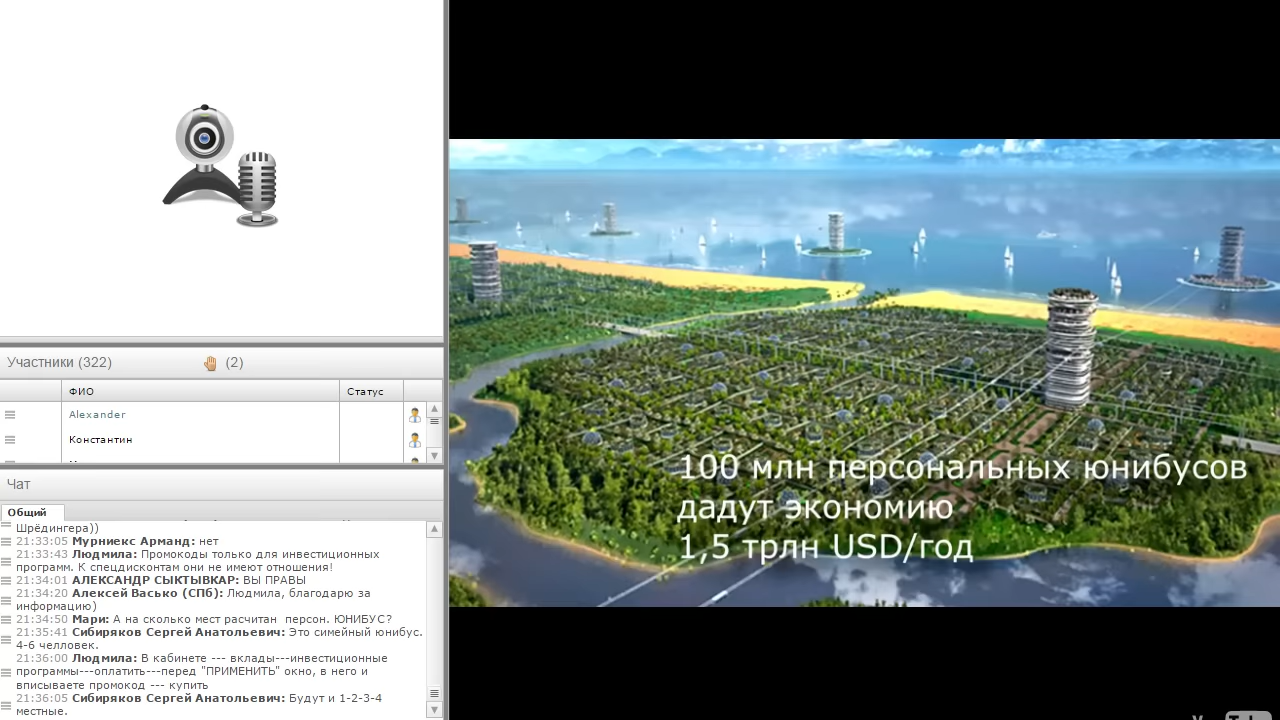 Участники (322)
(2)
ФИО
Статус
Alexander
Константин
Чат
Общий
Шрёдингера))
21:33:05 Мурниекс Арманд: нет
21:33:43 Людмила: Промокоды только для инвестиционных
программ. К спецдисконтам они не имеют отношения!
21:34:01 АЛЕКСАНДР СЫКТЫВКАР: ВЫ ПРАВЫ
21:34:20 Алексей Васько (СПб): Людмила, благодарю за
информацию)
21:34:50 Мари: А на сколько мест расчитан персон. ЮНИБУС?
21:35:41 Сибиряков Сергей Анатольевич: Это симейный юнибус.
4-6 челловек.
21:36:00 Людмила: В кабинете --- вклады---инвестиционные
программы---оплатить---перед "ПРИМЕНИТЬ" окно, в него и
вписываете промокод --- купить
21:36:05 Сибиряков Сергей Анатольевич: Будут и 1-2-3-4
местные.
100 млн персональных юнибусов
дадут экономию
1,5 трлн USD/год